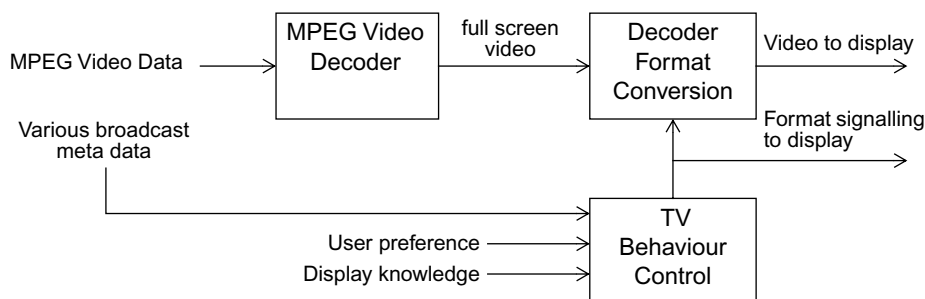 MPEG Video Data
MPEG Video
Decoder
full screen
video
Decoder
Format
Conversion
Video to display
Various broadcast
meta data
Format signalling
to display
User preference
Display knowledge
TV
Behaviour
Control